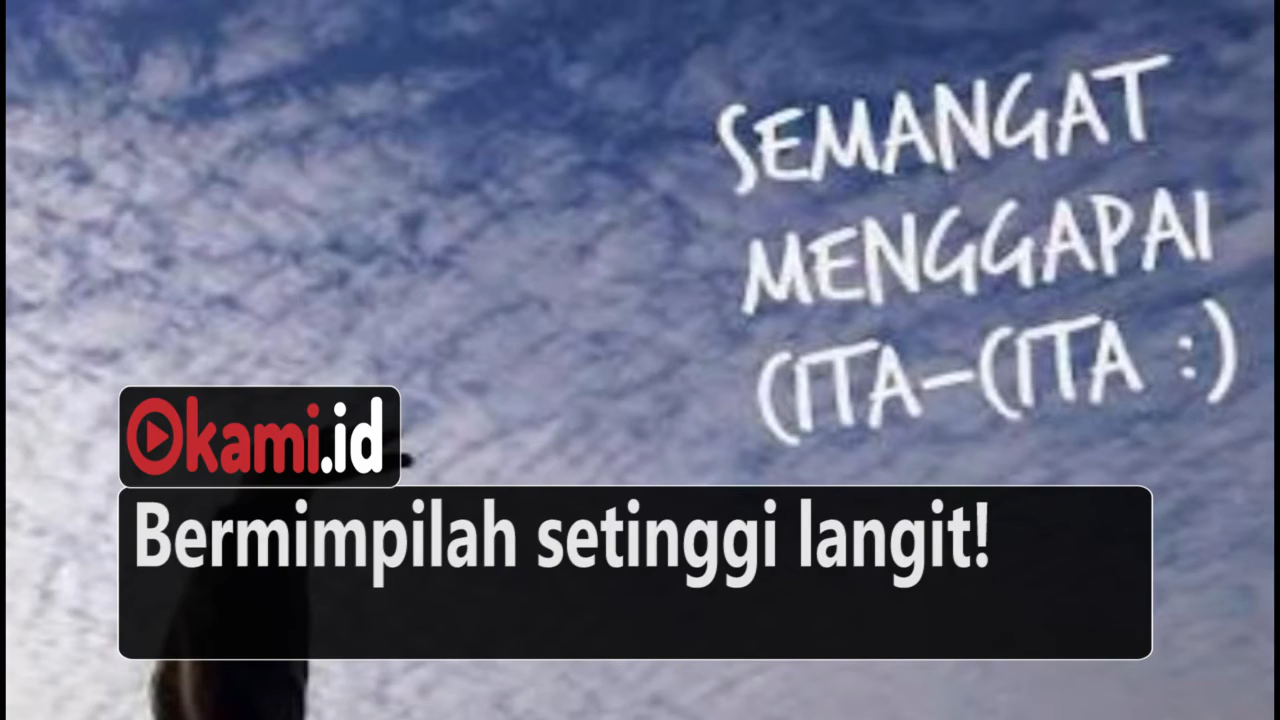 SEMANGAT
MENGGAPAI
CITA-CITA :)
Okami.id
Bermimpilah setinggi langit!